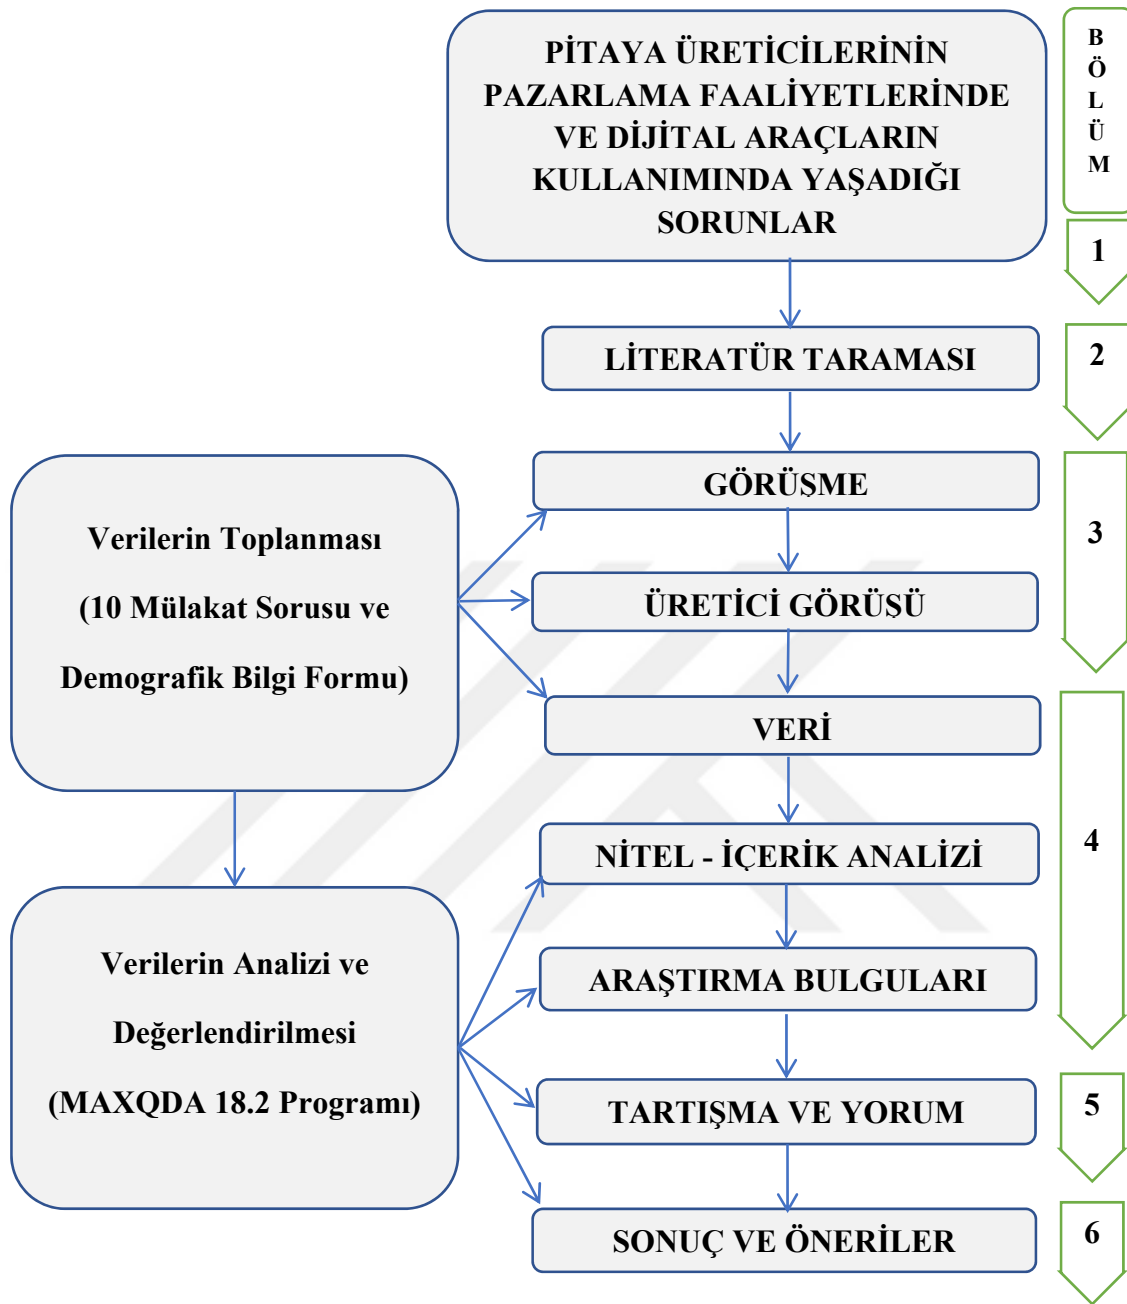 PİTAYA ÜRETİCİLERİNİN
PAZARLAMA FAALİYETLERİNDE
VE DİJİTAL ARAÇLARIN
KULLANIMINDA YAŞADIĞI
SORUNLAR
B
Ö
L
Ü
M
1
LİTERATÜR TARAMASI
2
GÖRÜŞME
3
Verilerin Toplanması
(10 Mülakat Sorusu ve
Demografik Bilgi Formu)
ÜRETİCİ GÖRÜŞÜ
VERİ
4
NİTEL - İÇERİK ANALİZİ
Verilerin Analizi ve
Değerlendirilmesi
(MAXQDA 18.2 Programı)
ARAŞTIRMA BULGULARI
TARTIŞMA VE YORUM
5
SONUÇ VE ÖNERİLER
6